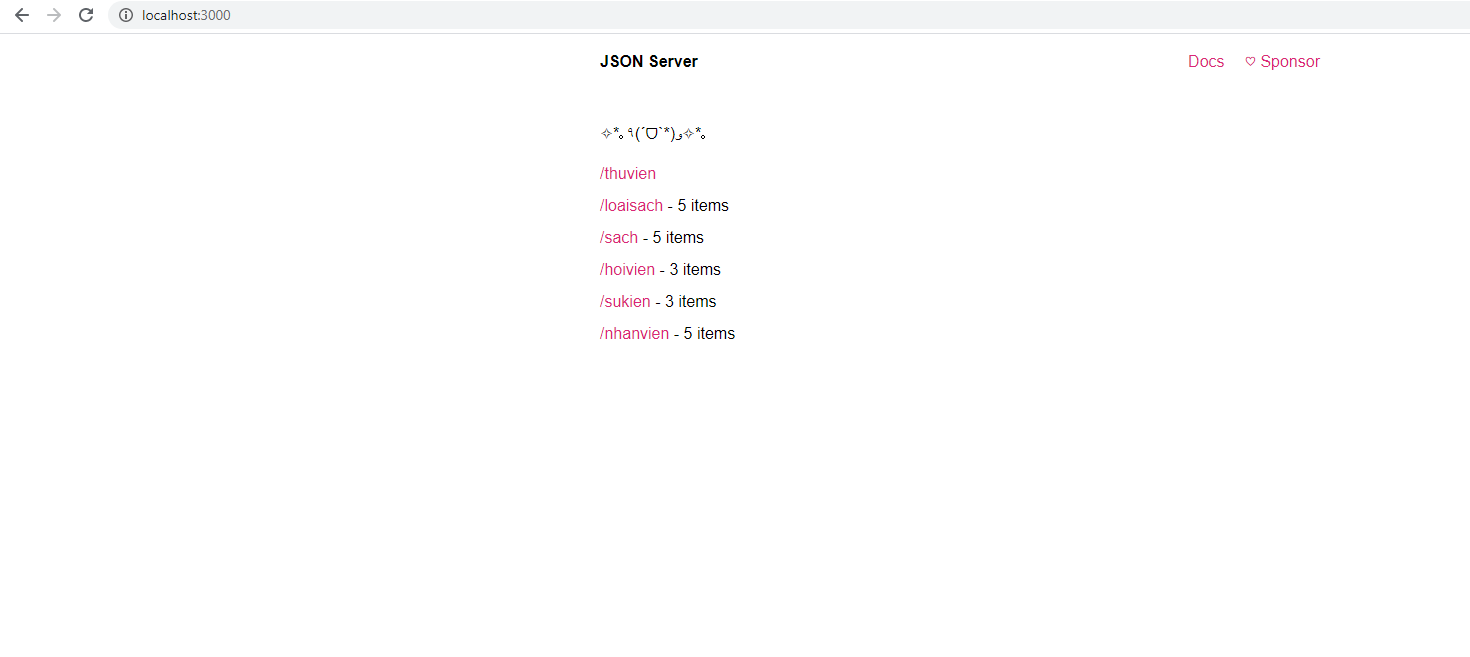 localhost:3000
JSON Server
Docs
♡ Sponsor
✧*｡٩(ˊᗜˋ*)و✧*｡
/thuvien
/loaisach - 5 items
/sach - 5 items
/hoivien - 3 items
/sukien - 3 items
/nhanvien - 5 items